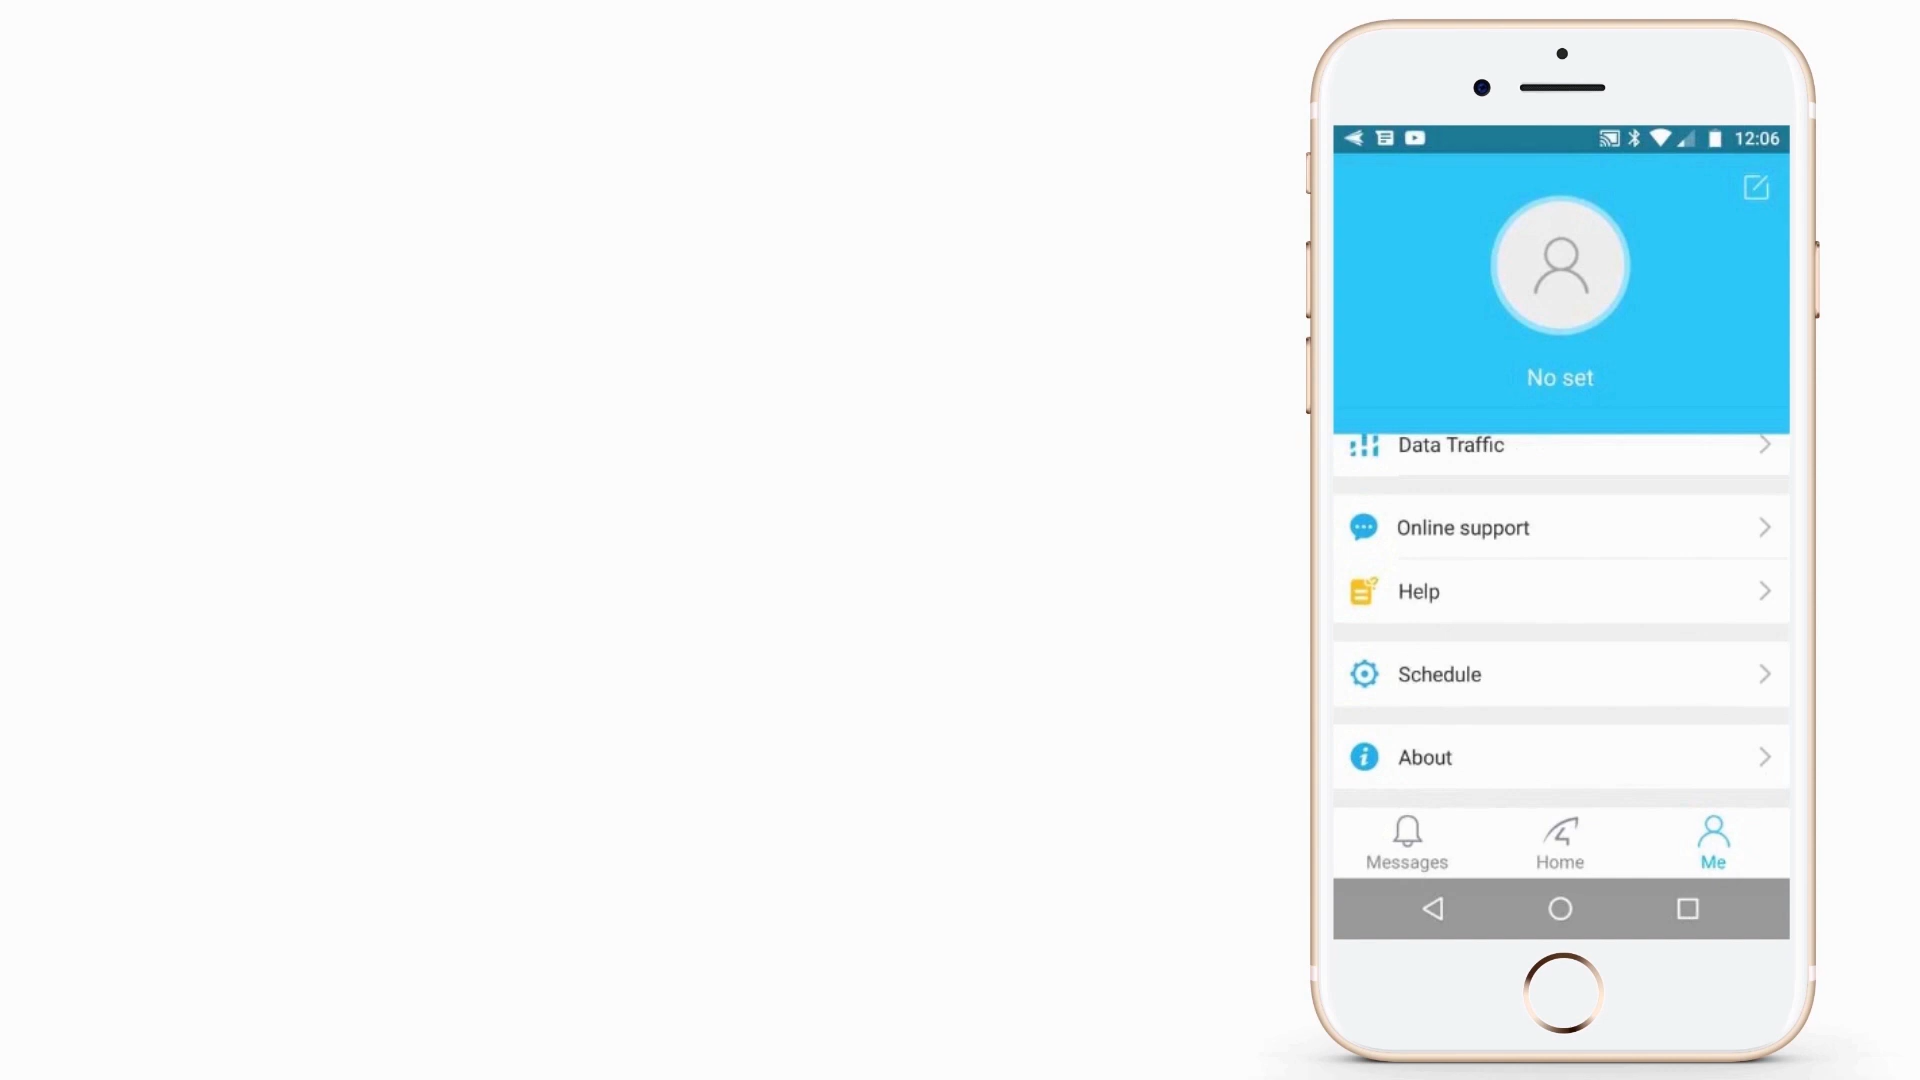 12:06
No set
Data Traffic
Online support
Help
Schedule
About
Messages
Home
Me